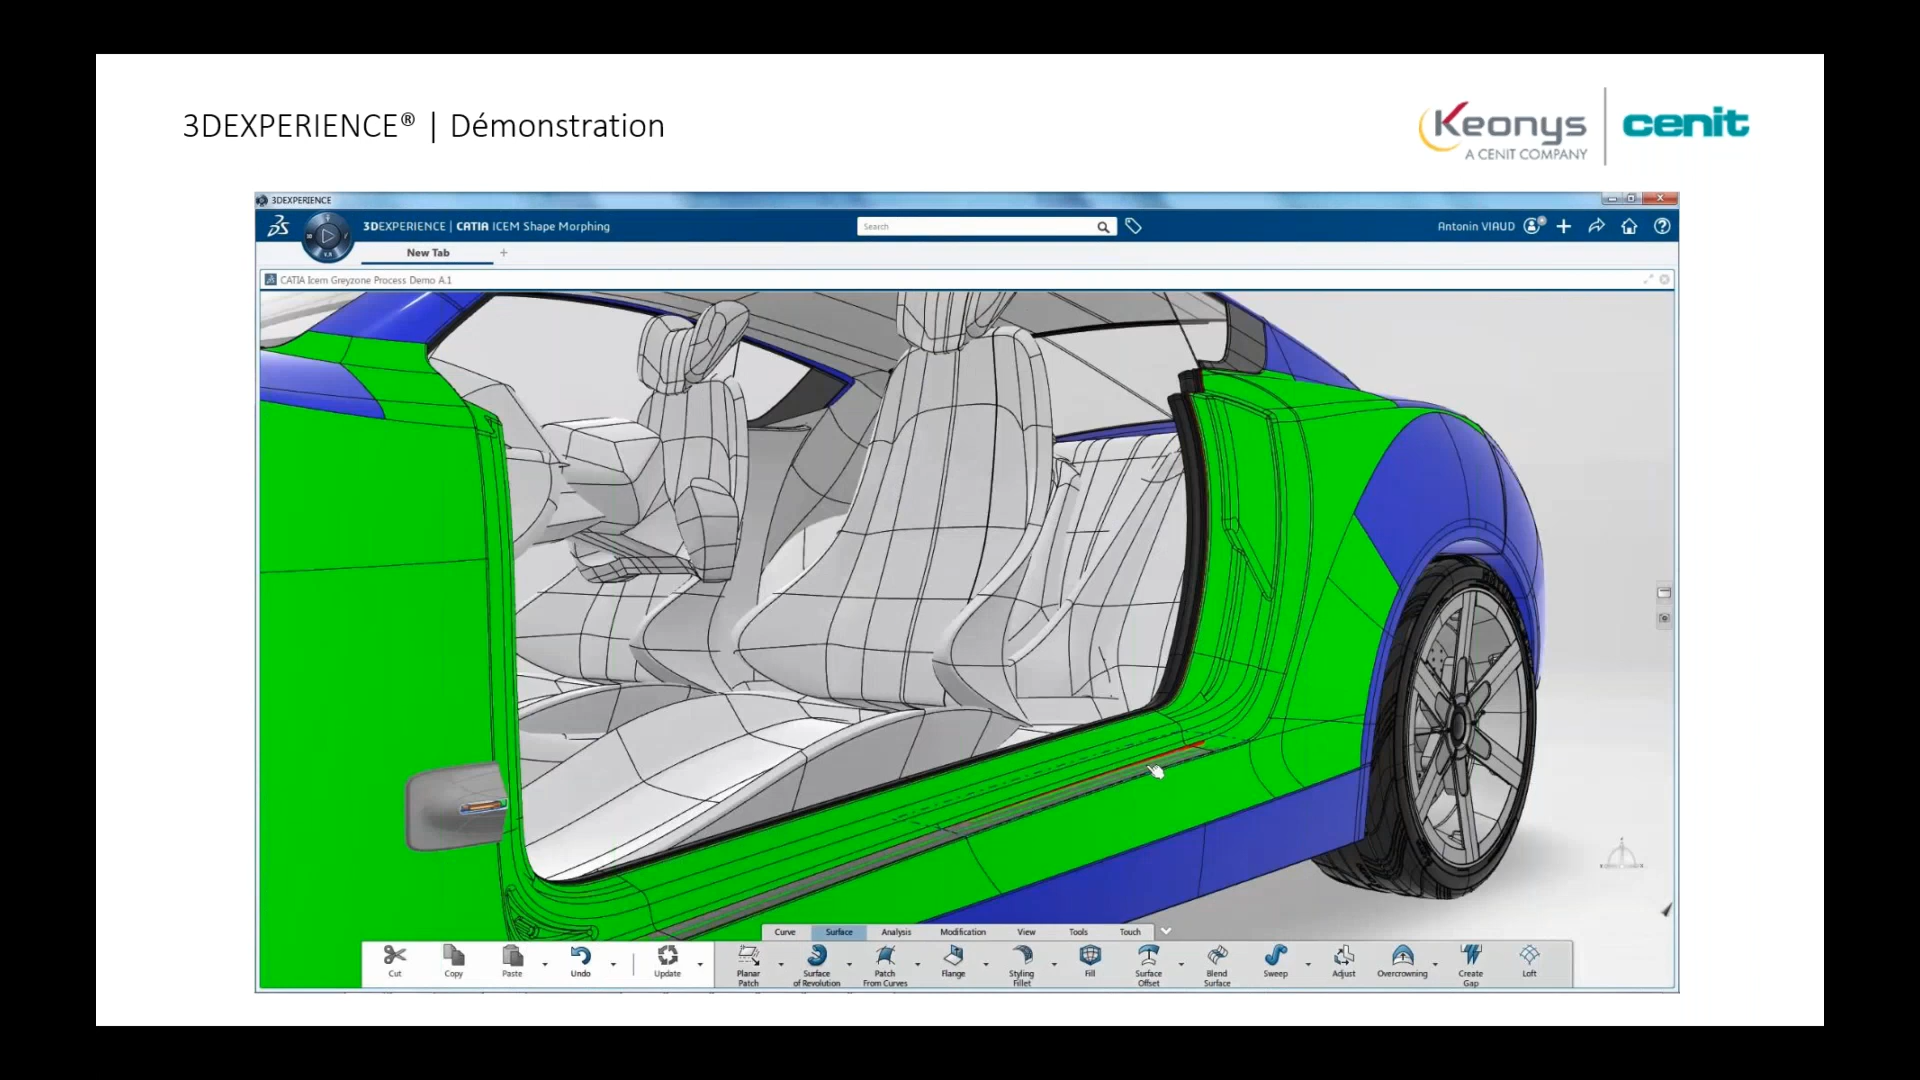 3DEXPERIENCE® | Démonstration
Keonys
A CENIT COMPANY
cenit
3DEXPERIENCE
3DEXPERIENCE | CATIA ICEM Shape Morphing
Search
Antonin VIAUD
New Tab
CATIA Icem Greyzone Process Demo A.1
Curve Surface Analysis Modification View Tools Touch
Cut Copy Paste Undo Update
Planar Patch
Surface of Revolution
Patch From Curves
Flange
Styling Fillet
Fill
Surface Offset
Blend Surface
Sweep
Adjust
Overcrowning
Create Gap
Loft